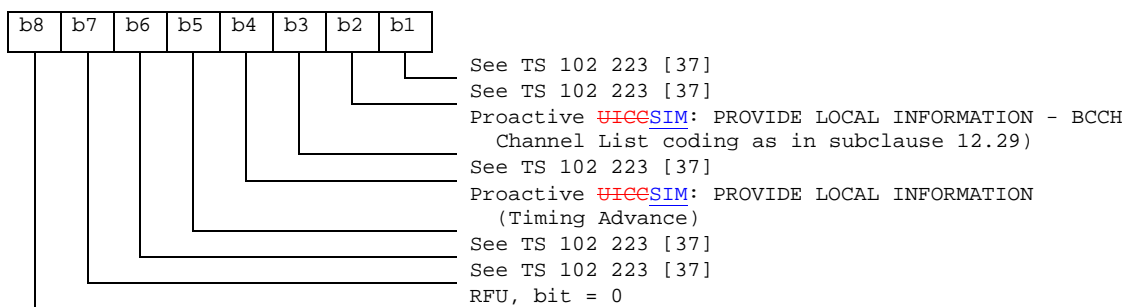 b8 b7 b6 b5 b4 b3 b2 b1
See TS 102 223 [37]
See TS 102 223 [37]
Proactive UICCSIM: PROVIDE LOCAL INFORMATION - BCCH
Channel List coding as in subclause 12.29)
See TS 102 223 [37]
Proactive UICCSIM: PROVIDE LOCAL INFORMATION
(Timing Advance)
See TS 102 223 [37]
See TS 102 223 [37]
RFU, bit = 0